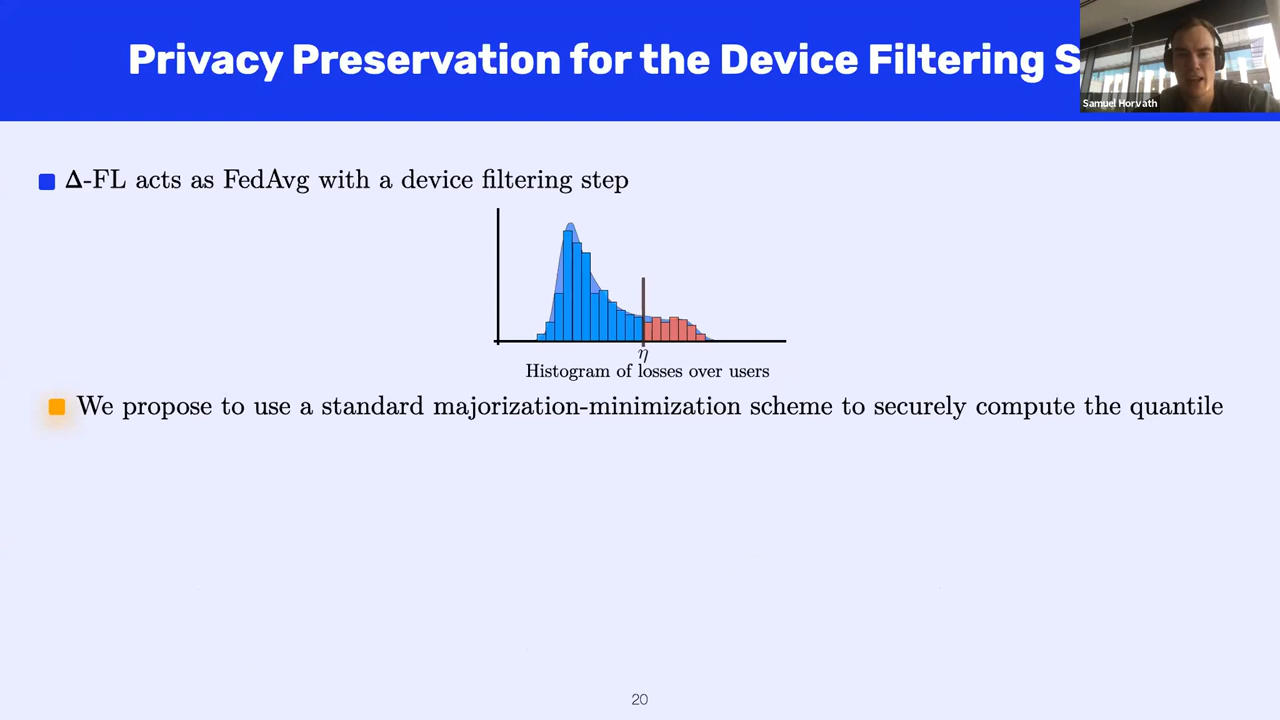 Privacy Preservation for the Device Filtering S
Samuel Horvath
Δ-FL acts as FedAvg with a device filtering step
η
Histogram of losses over users
We propose to use a standard majorization-minimization scheme to securely compute the quantile
20